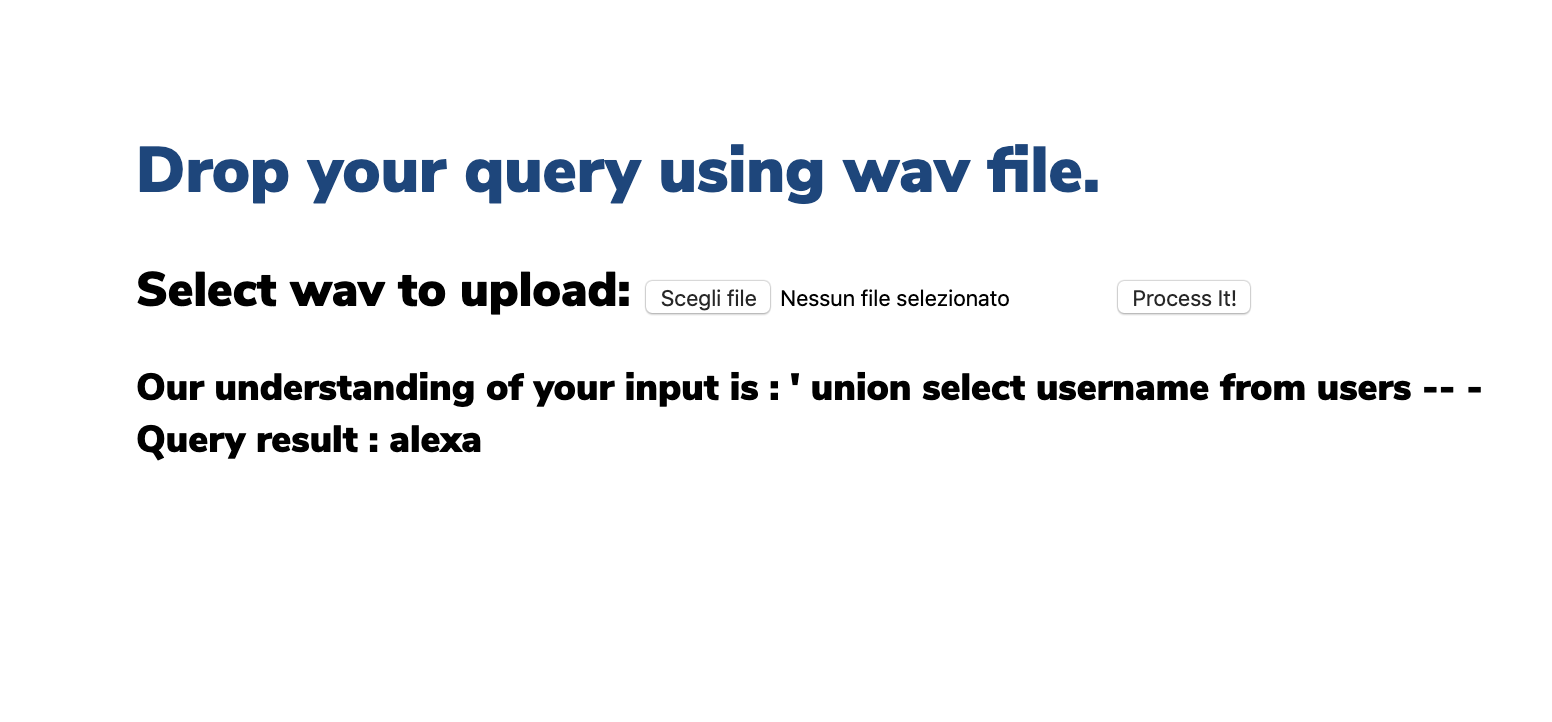 Drop your query using wav file.
Select wav to upload: Scegli file Nessun file selezionato Process It!
Our understanding of your input is : ' union select username from users -- -
Query result : alexa